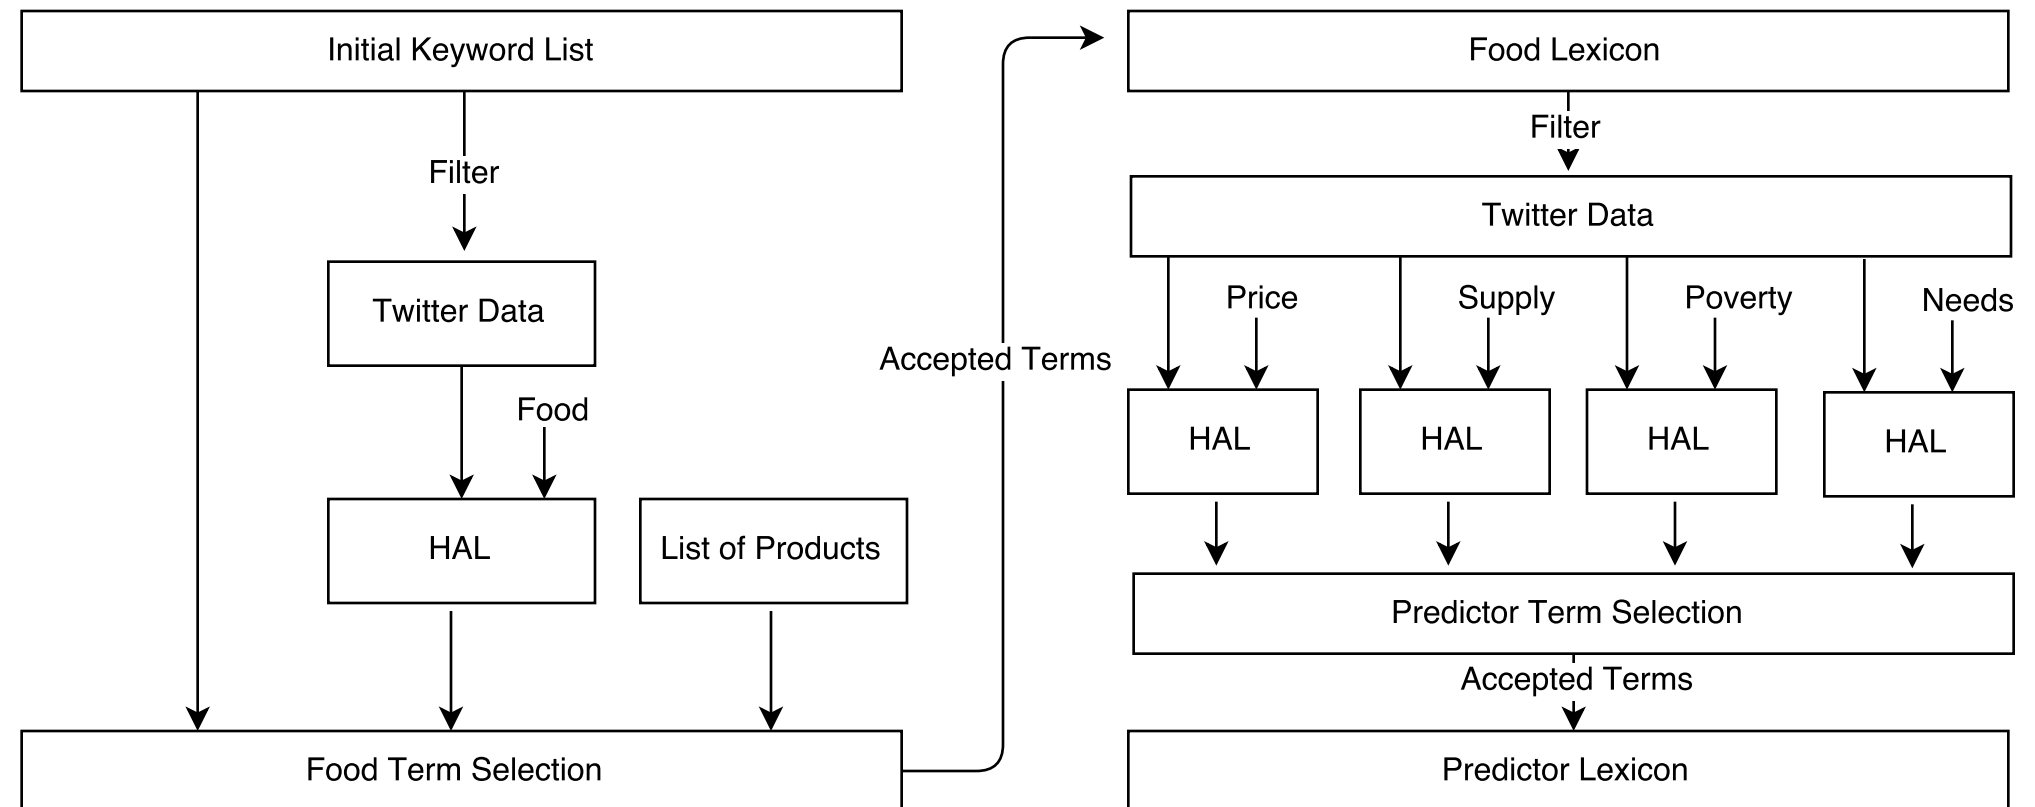 Initial Keyword List
Filter
Twitter Data
Food
HAL
List of Products
Food Term Selection
Accepted Terms
Food Lexicon
Filter
Twitter Data
Price
Supply
Poverty
Needs
HAL
HAL
HAL
HAL
Predictor Term Selection
Accepted Terms
Predictor Lexicon